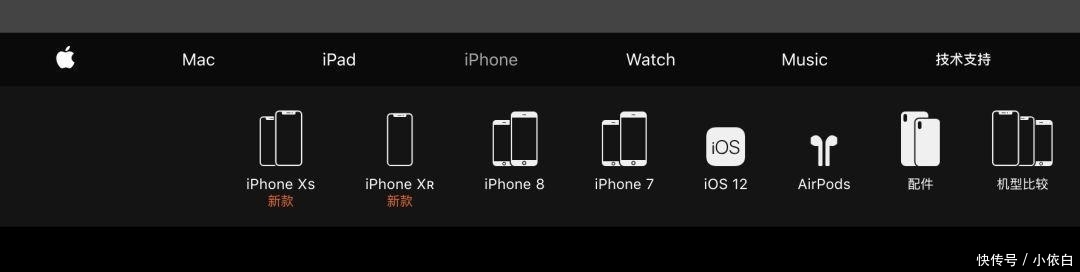 Mac iPad iPhone Watch Music 技术支持
iOS
iPhone Xs iPhone XR iPhone 8 iPhone 7 iOS 12 AirPods 配件 机型比较
新款 新款
快传号 / 小依白